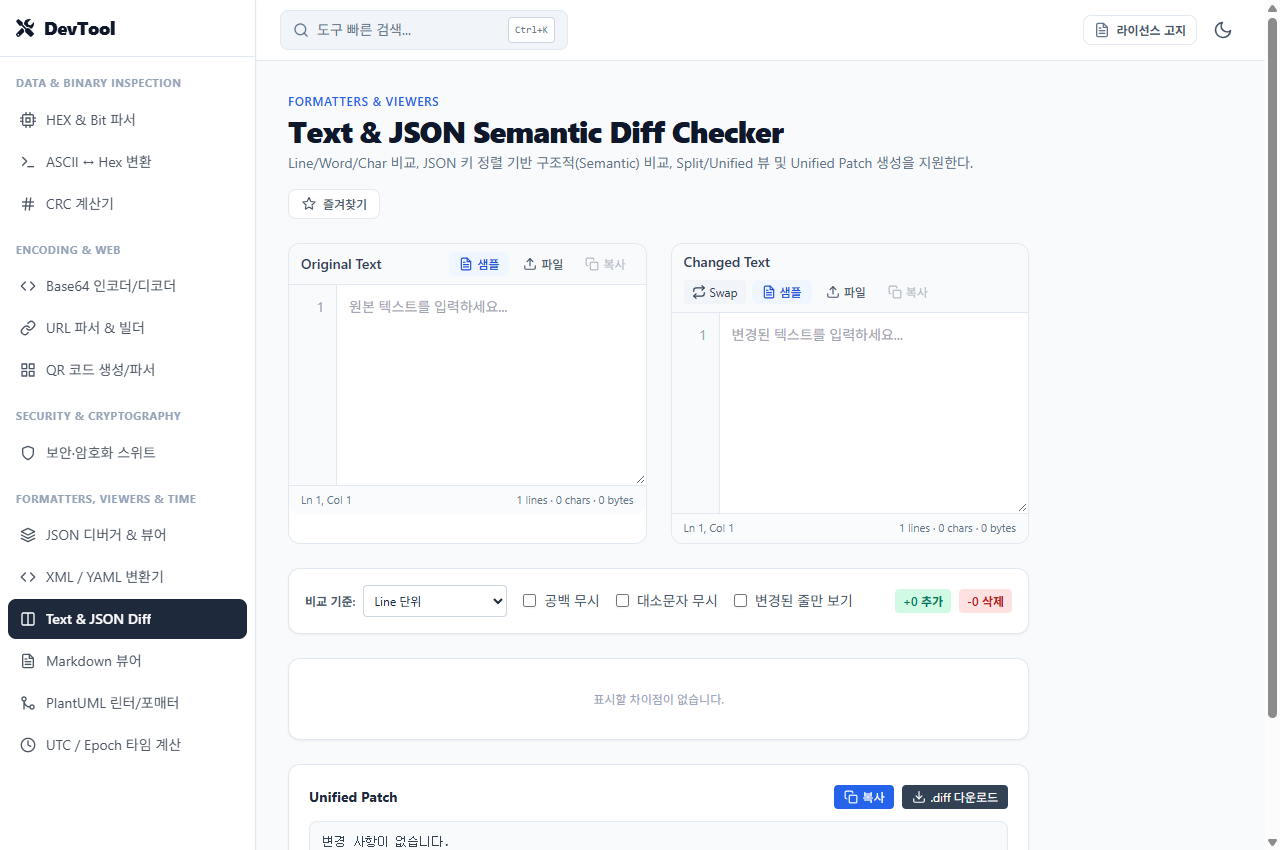 DevTool
도구 빠른 검색...
Ctrl+K
라이선스 고지
DATA & BINARY INSPECTION
HEX & Bit 파서
ASCII ↔ Hex 변환
CRC 계산기
ENCODING & WEB
Base64 인코더/디코더
URL 파서 & 빌더
QR 코드 생성/파서
SECURITY & CRYPTOGRAPHY
보안·암호화 스위트
FORMATTERS, VIEWERS & TIME
JSON 디버거 & 뷰어
XML / YAML 변환기
Text & JSON Diff
Markdown 뷰어
PlantUML 린터/포매터
UTC / Epoch 타임 계산
FORMATTERS & VIEWERS
Text & JSON Semantic Diff Checker
Line/Word/Char 비교, JSON 키 정렬 기반 구조적(Semantic) 비교, Split/Unified 뷰 및 Unified Patch 생성을 지원한다.
즐겨찾기
Original Text
샘플
파일
복사
1
원본 텍스트를 입력하세요...
Ln 1, Col 1
1 lines · 0 chars · 0 bytes
Changed Text
Swap
샘플
파일
복사
1
변경된 텍스트를 입력하세요...
Ln 1, Col 1
1 lines · 0 chars · 0 bytes
비교 기준:
Line 단위
공백 무시
대소문자 무시
변경된 줄만 보기
+0 추가
-0 삭제
표시할 차이점이 없습니다.
Unified Patch
복사
.diff 다운로드
변경 사항이 없습니다.